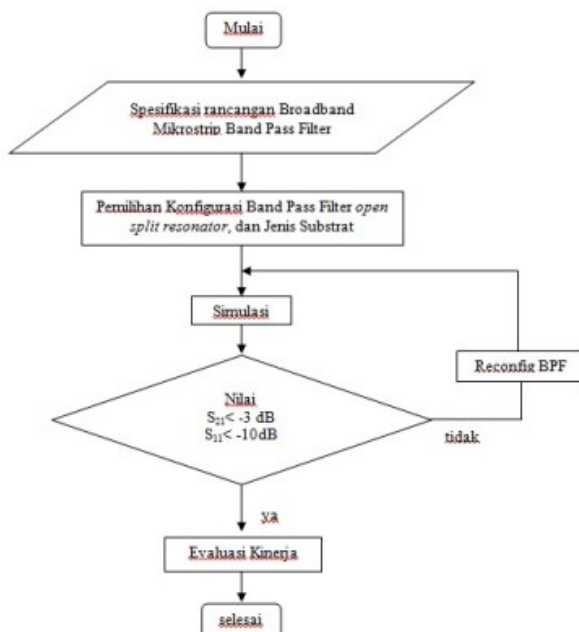 Mulai
Spesifikasi rancangan Broadband
Mikrostrip Band Pass Filter
Pemilihan Konfigurasi Band Pass Filter open
split resonator, dan Jenis Substrat
Simulasi
Reconfig BPF
Nilai
S₂₁< -3 dB
S₁₁< -10dB
tidak
ya
Evaluasi Kinerja
selesai